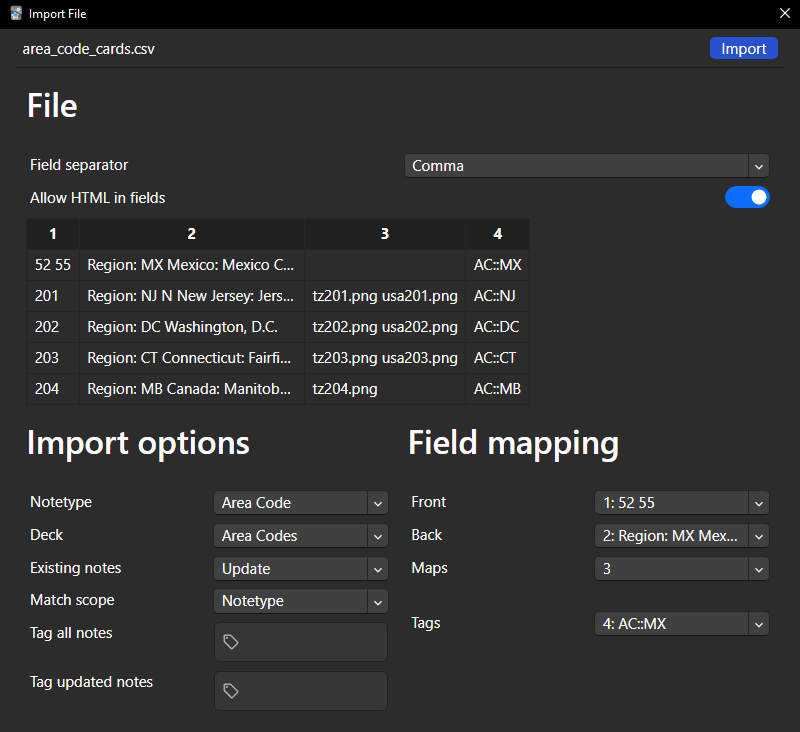 Import File
area_code_cards.csv Import
File
Field separator Comma
Allow HTML in fields
1 2 3 4
52 55 Region: MX Mexico: Mexico C... AC::MX
201 Region: NJ N New Jersey: Jers... tz201.png usa201.png AC::NJ
202 Region: DC Washington, D.C. tz202.png usa202.png AC::DC
203 Region: CT Connecticut: Fairfi... tz203.png usa203.png AC::CT
204 Region: MB Canada: Manitob... tz204.png AC::MB
Import options
Notetype Area Code
Deck Area Codes
Existing notes Update
Match scope Notetype
Tag all notes
Tag updated notes
Field mapping
Front 1: 52 55
Back 2: Region: MX Mex...
Maps 3
Tags 4: AC::MX